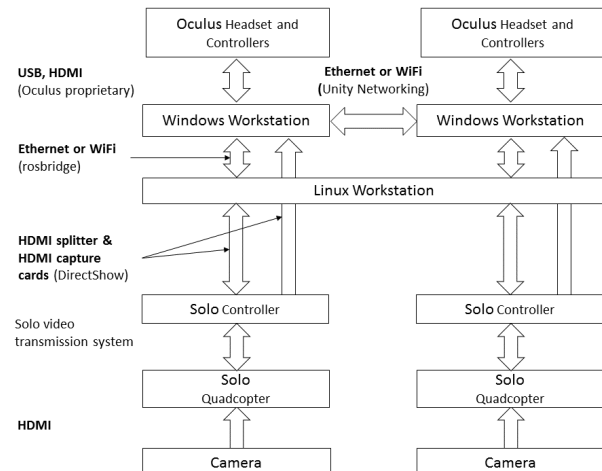 Oculus Headset and
Controllers
Oculus Headset and
Controllers
USB, HDMI
(Oculus proprietary)
Ethernet or WiFi
(Unity Networking)
Windows Workstation
Windows Workstation
Ethernet or WiFi
(rosbridge)
Linux Workstation
HDMI splitter &
HDMI capture
cards (DirectShow)
Solo Controller
Solo Controller
Solo video
transmission system
Solo
Quadcopter
Solo
Quadcopter
HDMI
Camera
Camera